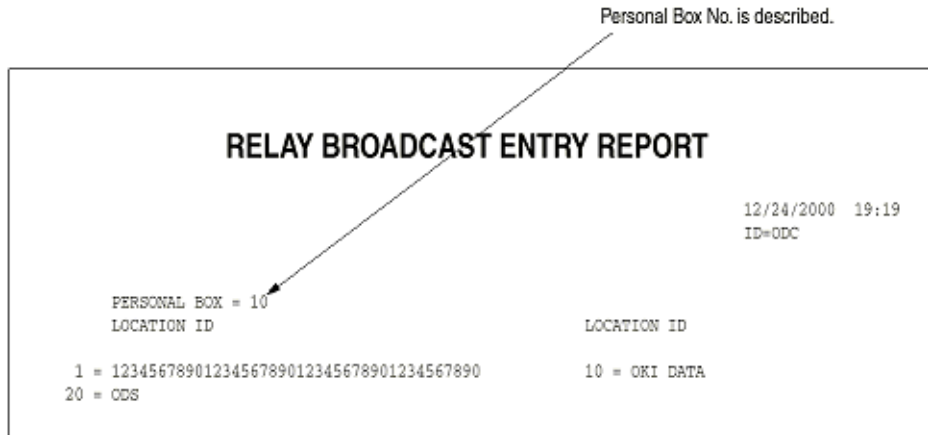 Personal Box No. is described.
RELAY BROADCAST ENTRY REPORT
12/24/2000 19:19
ID=ODC
PERSONAL BOX = 10
LOCATION ID LOCATION ID
1 = 1234567890123456789012345678901234567890 10 = OKI DATA
20 = ODS